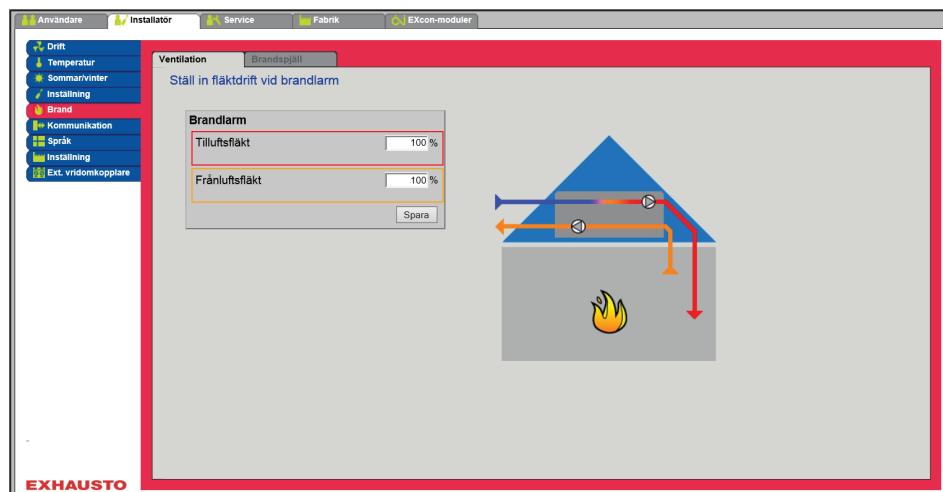 Användare Installatör Service Fabrik EXcon-moduler
Drift
Temperatur
Sommar/vinter
Inställning
Brand
Kommunikation
Språk
Inställning
Ext. vridomkopplare
Ventilation Brandspjäll
Ställ in fläktdrift vid brandlarm
Brandlarm
Tilluftsfläkt 100 %
Frånluftsfläkt 100 %
Spara
-
EXHAUSTO